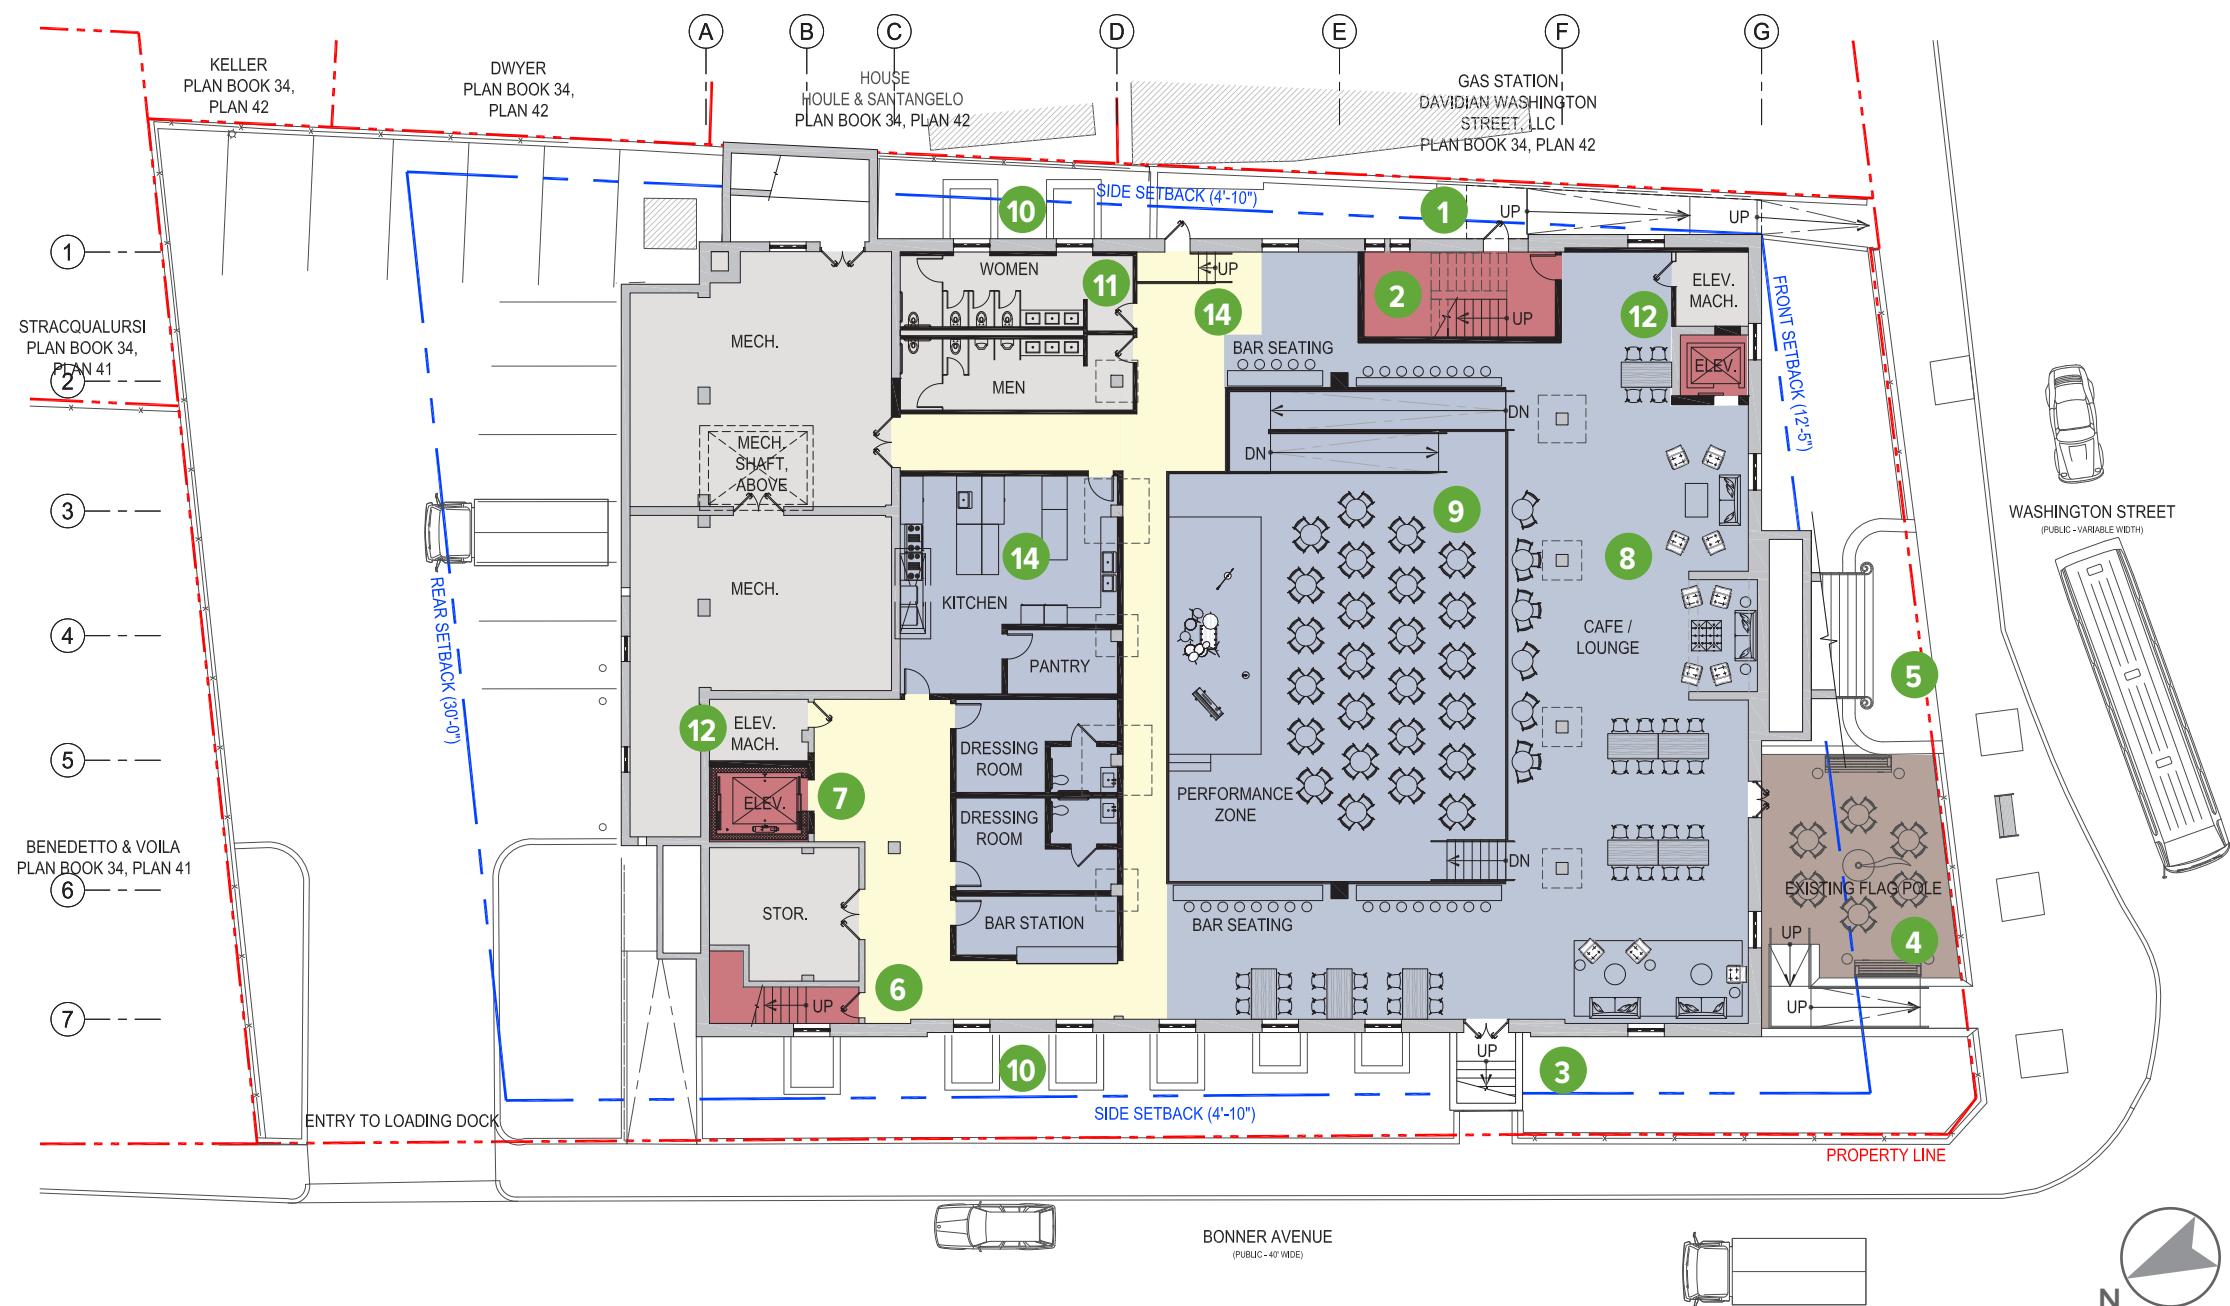 A
B
C
D
E
F
G
KELLER
PLAN BOOK 34,
PLAN 42
DWYER
PLAN BOOK 34,
PLAN 42
HOUSE
HOULE & SANTANGELO
PLAN BOOK 34, PLAN 42
GAS STATION
DAVIDIAN WASHINGTON
STREET, LLC
PLAN BOOK 34, PLAN 42
SIDE SETBACK (4'-10")
10
1
UP
UP
1
WOMEN
11
UP
14
2
UP
12
ELEV.
MACH.
FRONT SETBACK (12'-5")
STRACQUALURSI
PLAN BOOK 34,
PLAN 41
2
MECH.
MEN
BAR SEATING
ELEV.
DN
DN
MECH.
SHAFT,
ABOVE
3
9
WASHINGTON STREET
(PUBLIC - VARIABLE WIDTH)
14
8
MECH.
KITCHEN
REAR SETBACK (30'-0")
4
CAFE /
LOUNGE
PANTRY
5
12
ELEV.
MACH.
DRESSING
ROOM
5
7
ELEV.
PERFORMANCE
ZONE
DRESSING
ROOM
BENEDETTO & VOILA
PLAN BOOK 34, PLAN 41
6
DN
EXISTING FLAG POLE
STOR.
BAR STATION
BAR SEATING
UP
4
6
UP
UP
7
10
UP
3
ENTRY TO LOADING DOCK
SIDE SETBACK (4'-10")
PROPERTY LINE
BONNER AVENUE
(PUBLIC - 40' WIDE)
N